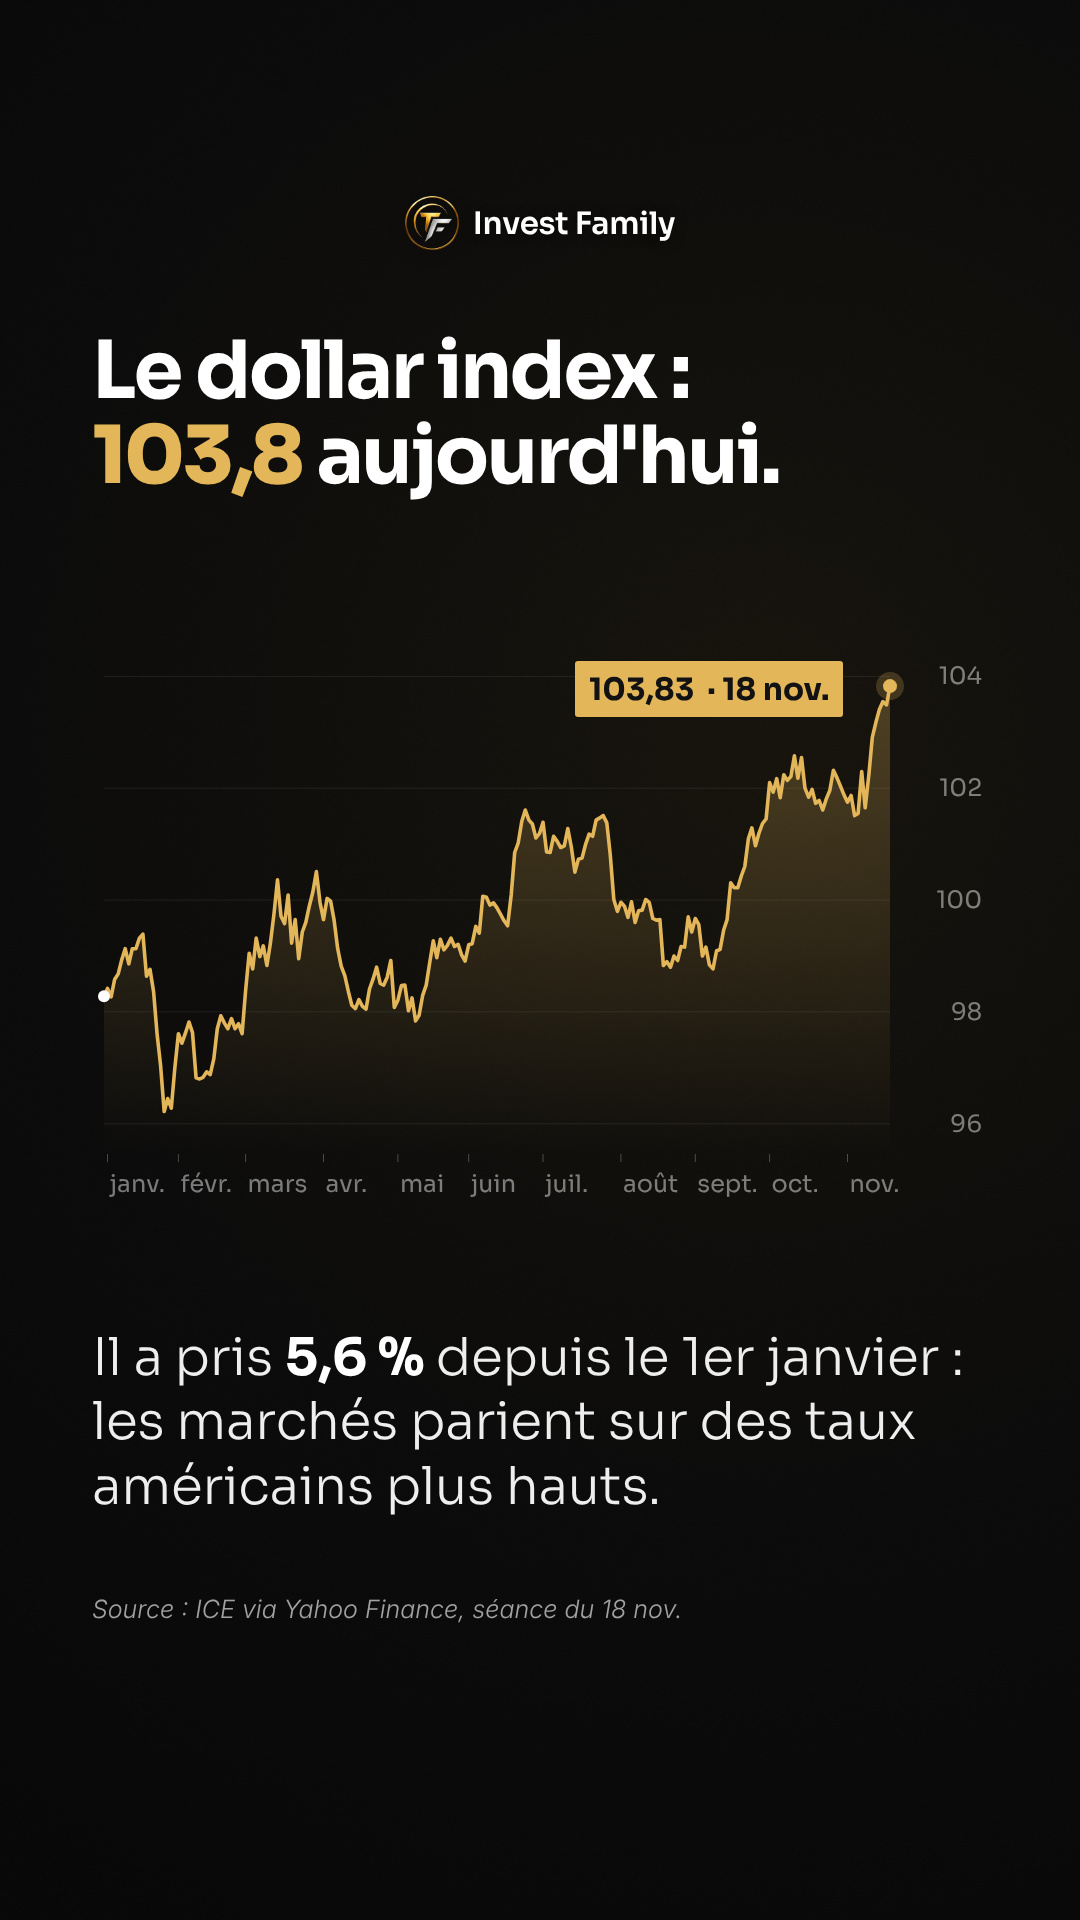 Invest Family
Le dollar index :
103,8 aujourd'hui.
103,83 · 18 nov.
104
102
100
98
96
janv. févr. mars avr. mai juin juil. août sept. oct. nov.
Il a pris 5,6 % depuis le 1er janvier :
les marchés parient sur des taux
américains plus hauts.
Source : ICE via Yahoo Finance, séance du 18 nov.